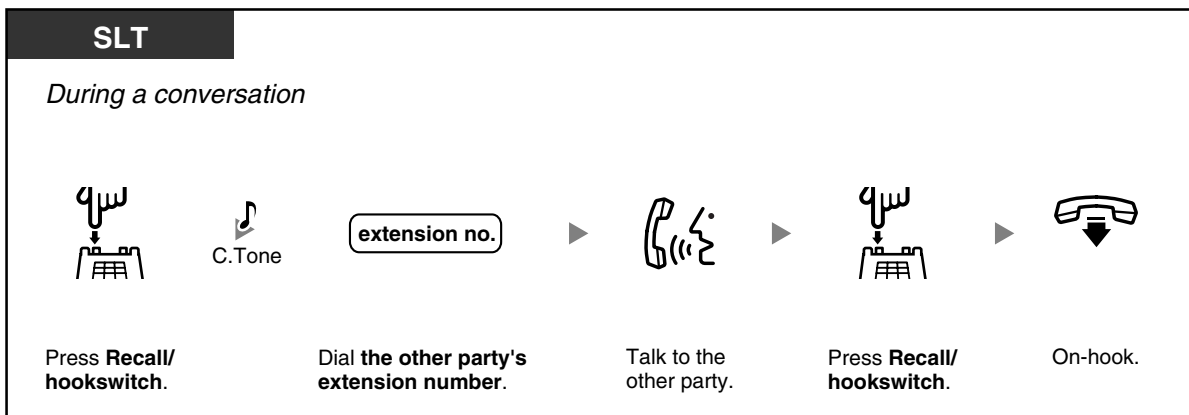 SLT
During a conversation
C.Tone
extension no.
Press Recall/
hookswitch.
Dial the other party's
extension number.
Talk to the
other party.
Press Recall/
hookswitch.
On-hook.